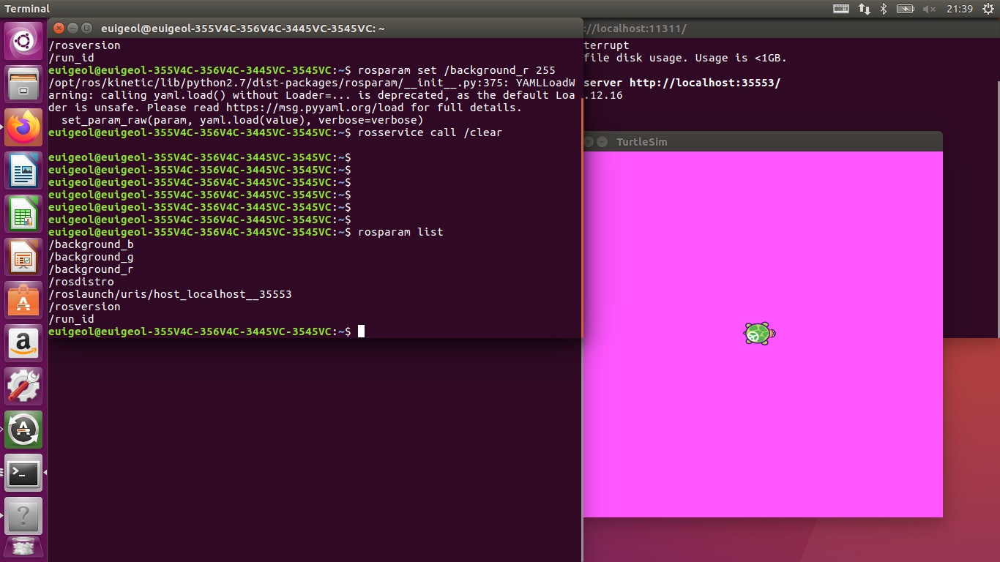 Terminal
21:39
euigeol@euigeol-355V4C-356V4C-3445VC-3545VC: ~
/rosversion
/run_id
euigeol@euigeol-355V4C-356V4C-3445VC-3545VC:~$ rosparam set /background_r 255
/opt/ros/kinetic/lib/python2.7/dist-packages/rosparam/__init__.py:375: YAMLLoadW
arning: calling yaml.load() without Loader=... is deprecated, as the default Loa
der is unsafe. Please read https://msg.pyyaml.org/load for full details.
  set_param_raw(param, yaml.load(value), verbose=verbose)
euigeol@euigeol-355V4C-356V4C-3445VC-3545VC:~$ rosservice call /clear
euigeol@euigeol-355V4C-356V4C-3445VC-3545VC:~$
euigeol@euigeol-355V4C-356V4C-3445VC-3545VC:~$
euigeol@euigeol-355V4C-356V4C-3445VC-3545VC:~$
euigeol@euigeol-355V4C-356V4C-3445VC-3545VC:~$
euigeol@euigeol-355V4C-356V4C-3445VC-3545VC:~$
euigeol@euigeol-355V4C-356V4C-3445VC-3545VC:~$
euigeol@euigeol-355V4C-356V4C-3445VC-3545VC:~$ rosparam list
/background_b
/background_g
/background_r
/rosdistro
/roslaunch/uris/host_localhost__35553
/rosversion
/run_id
euigeol@euigeol-355V4C-356V4C-3445VC-3545VC:~$
://localhost:11311/
terrupt
file disk usage. Usage is <1GB.
server http://localhost:35553/
.12.16
TurtleSim